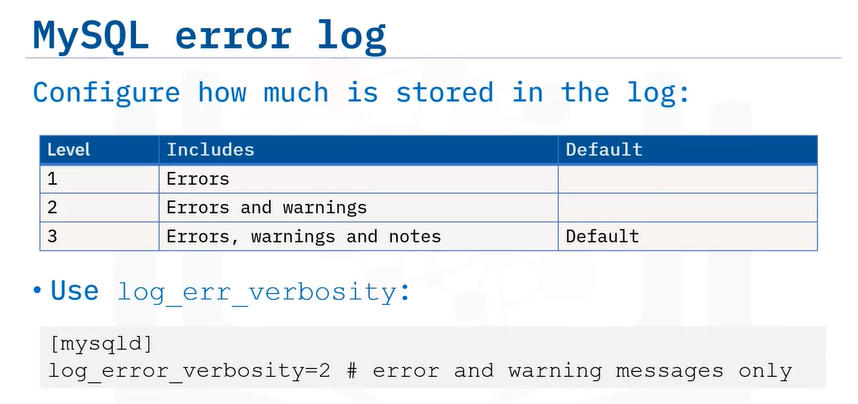 MySQL error log
Configure how much is stored in the log:
Level Includes Default
1 Errors
2 Errors and warnings
3 Errors, warnings and notes Default
• Use log_err_verbosity:
[mysqld]
log_error_verbosity=2 # error and warning messages only